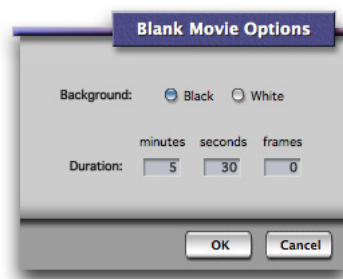 Blank Movie Options
Background: Black White
minutes seconds frames
Duration: 5 30 0
OK Cancel